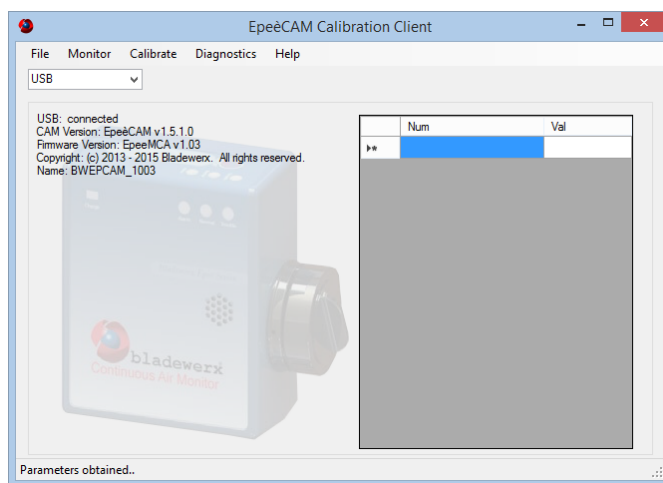 EpeèCAM Calibration Client
File Monitor Calibrate Diagnostics Help
USB
USB: connected
CAM Version: EpeèCAM v1.5.1.0
Firmware Version: EpeeMCA v1.03
Copyright: (c) 2013 - 2015 Bladewerx. All rights reserved.
Name: BWEPCAM_1003
Num Val
bladewerx
Continuous Air Monitor
Parameters obtained..